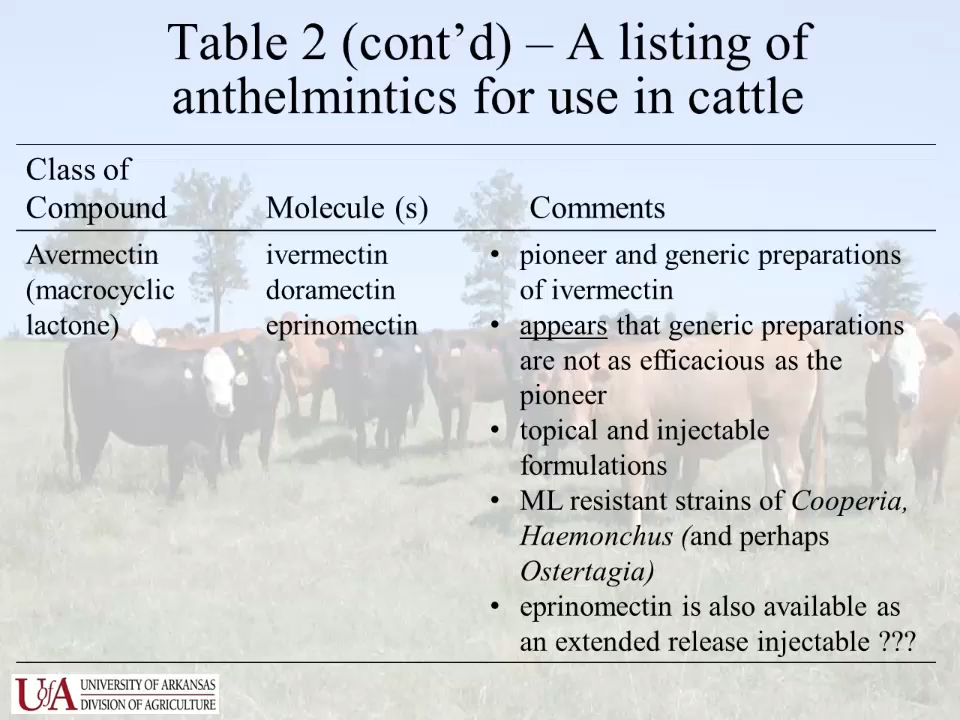 Table 2 (cont’d) – A listing of
anthelmintics for use in cattle
Class of
Compound
Molecule (s)
Comments
Avermectin
(macrocyclic
lactone)
ivermectin
doramectin
eprinomectin
• pioneer and generic preparations
of ivermectin
• appears that generic preparations
are not as efficacious as the
pioneer
• topical and injectable
formulations
• ML resistant strains of Cooperia,
Haemonchus (and perhaps
Ostertagia)
• eprinomectin is also available as
an extended release injectable ???
UofA
UNIVERSITY OF ARKANSAS
DIVISION OF AGRICULTURE